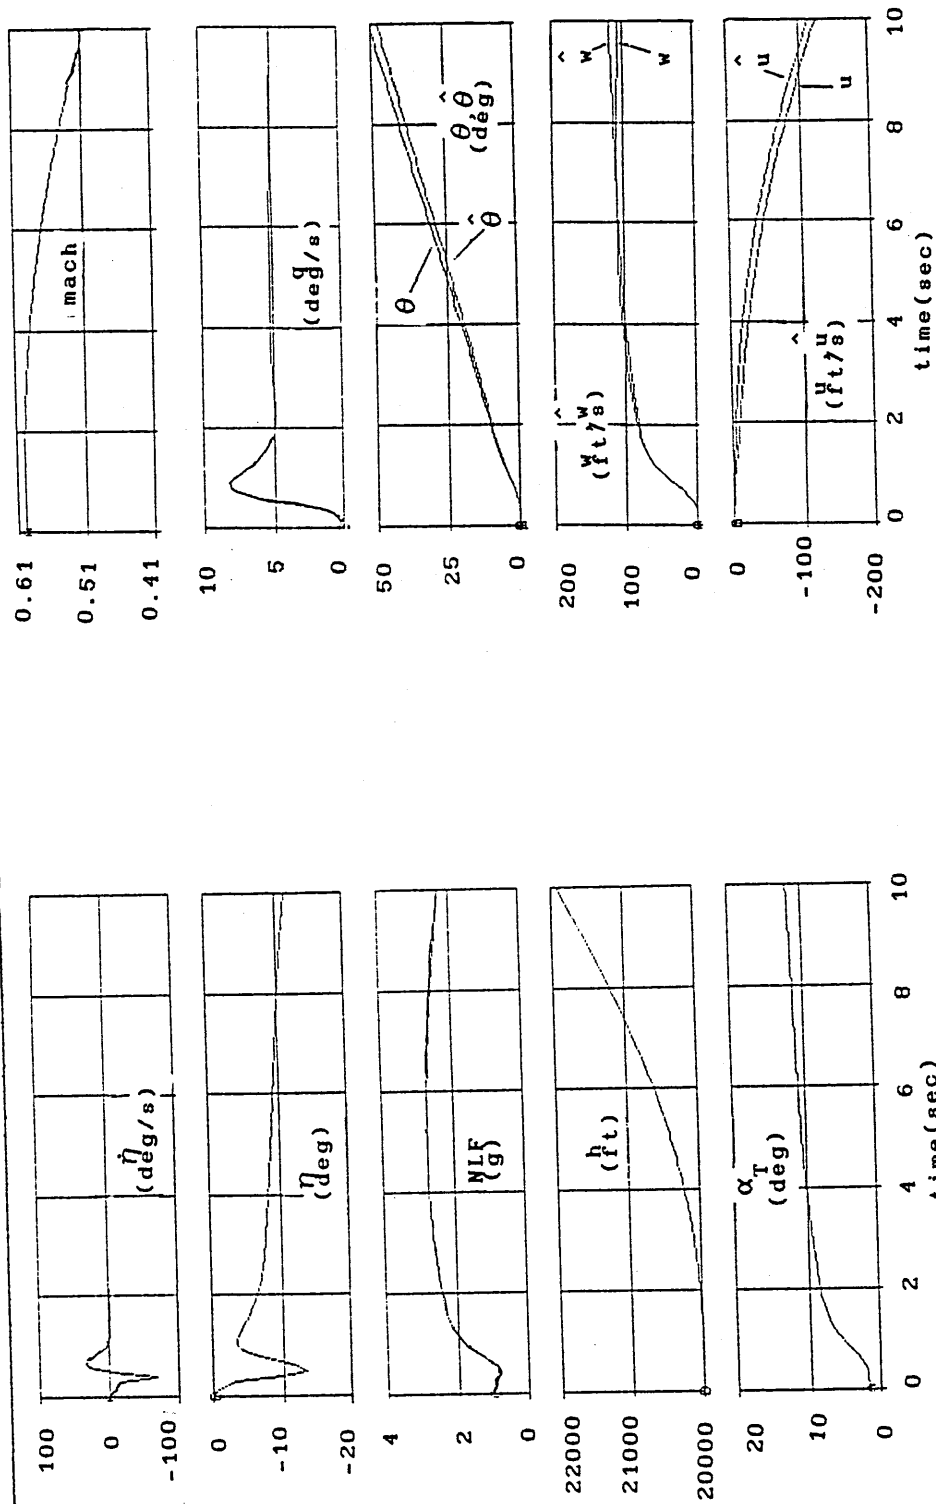 100
0
-100
η̇
(deg/s)
0
-10
-20
η
(deg)
4
2
0
NLF
(g)
22000
21000
20000
h
(ft)
20
10
0
α_T
(deg)
0 2 4 6 8 10
time(sec)
0.61
0.51
0.41
mach
10
5
0
q
(deg/s)
50
25
0
θ
θ̂
θ̂,θ
(deg)
200
100
0
w,ŵ
(ft/s)
ŵ
w
0
-100
-200
u,û
(ft/s)
û
u
0 2 4 6 8 10
time(sec)